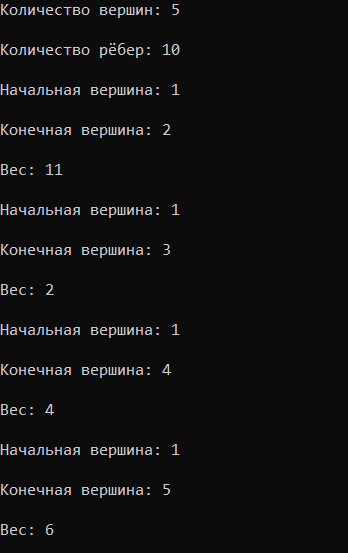 Количество вершин: 5
Количество рёбер: 10
Начальная вершина: 1
Конечная вершина: 2
Вес: 11
Начальная вершина: 1
Конечная вершина: 3
Вес: 2
Начальная вершина: 1
Конечная вершина: 4
Вес: 4
Начальная вершина: 1
Конечная вершина: 5
Вес: 6